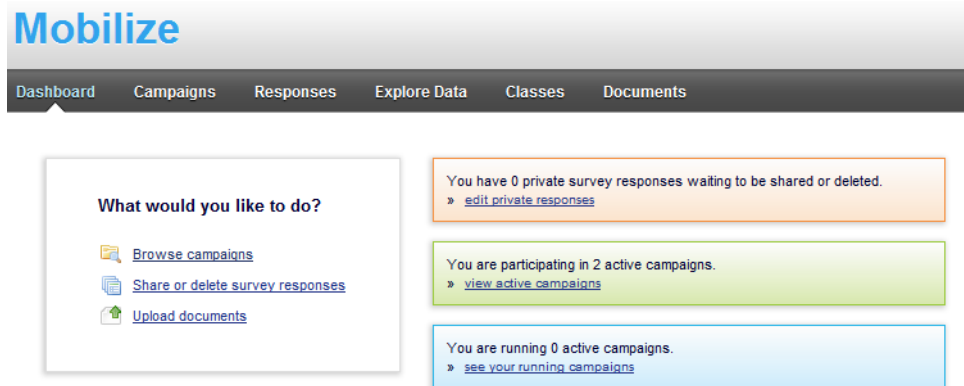 Mobilize
Dashboard Campaigns Responses Explore Data Classes Documents
What would you like to do?
Browse campaigns
Share or delete survey responses
Upload documents
You have 0 private survey responses waiting to be shared or deleted.
» edit private responses
You are participating in 2 active campaigns.
» view active campaigns
You are running 0 active campaigns.
» see your running campaigns